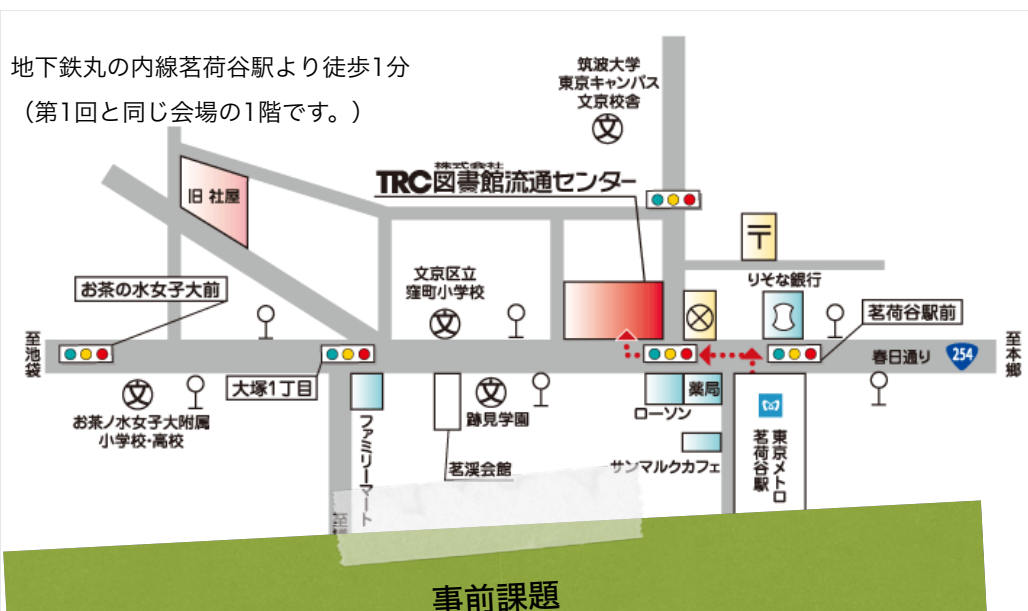 地下鉄丸の内線茗荷谷駅より徒歩1分
（第1回と同じ会場の1階です。）
筑波大学
東京キャンパス
文京校舎
文
株式会社
TRC図書館流通センター
旧 社屋
〒
りそな銀行
文京区立
窪町小学校
文
お茶の水女子大前
茗荷谷駅前
至池袋
至本郷
春日通り
254
大塚1丁目
文
お茶ノ水女子大附属
小学校・高校
ファミリーマート
文
跡見学園
茗渓会館
薬局
ローソン
サンマルクカフェ
東京メトロ
茗荷谷駅
事前課題